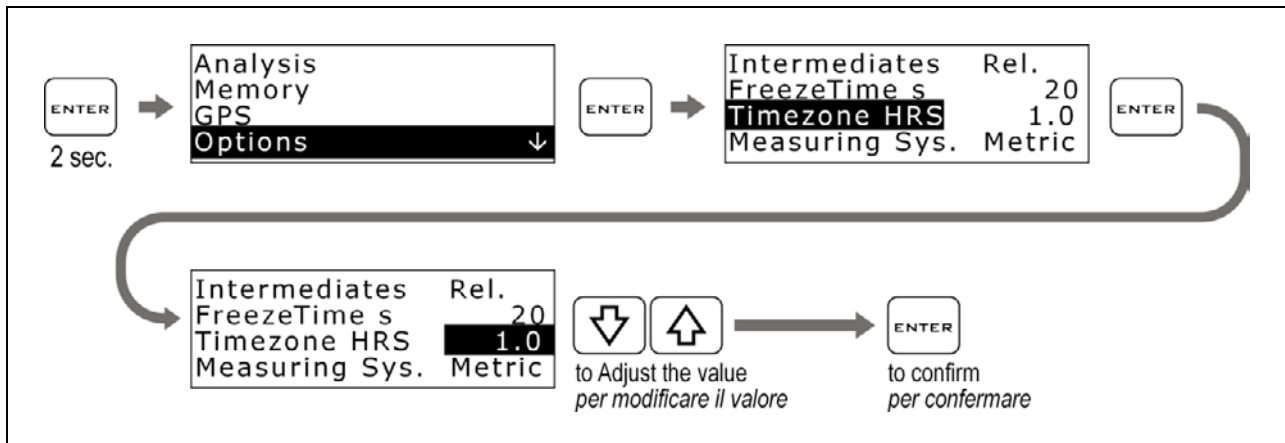 ENTER
2 sec.
Analysis
Memory
GPS
Options ↓
ENTER
Intermediates Rel.
FreezeTime s 20
Timezone HRS 1.0
Measuring Sys. Metric
ENTER
Intermediates Rel.
FreezeTime s 20
Timezone HRS 1.0
Measuring Sys. Metric
to Adjust the value
per modificare il valore
ENTER
to confirm
per confermare